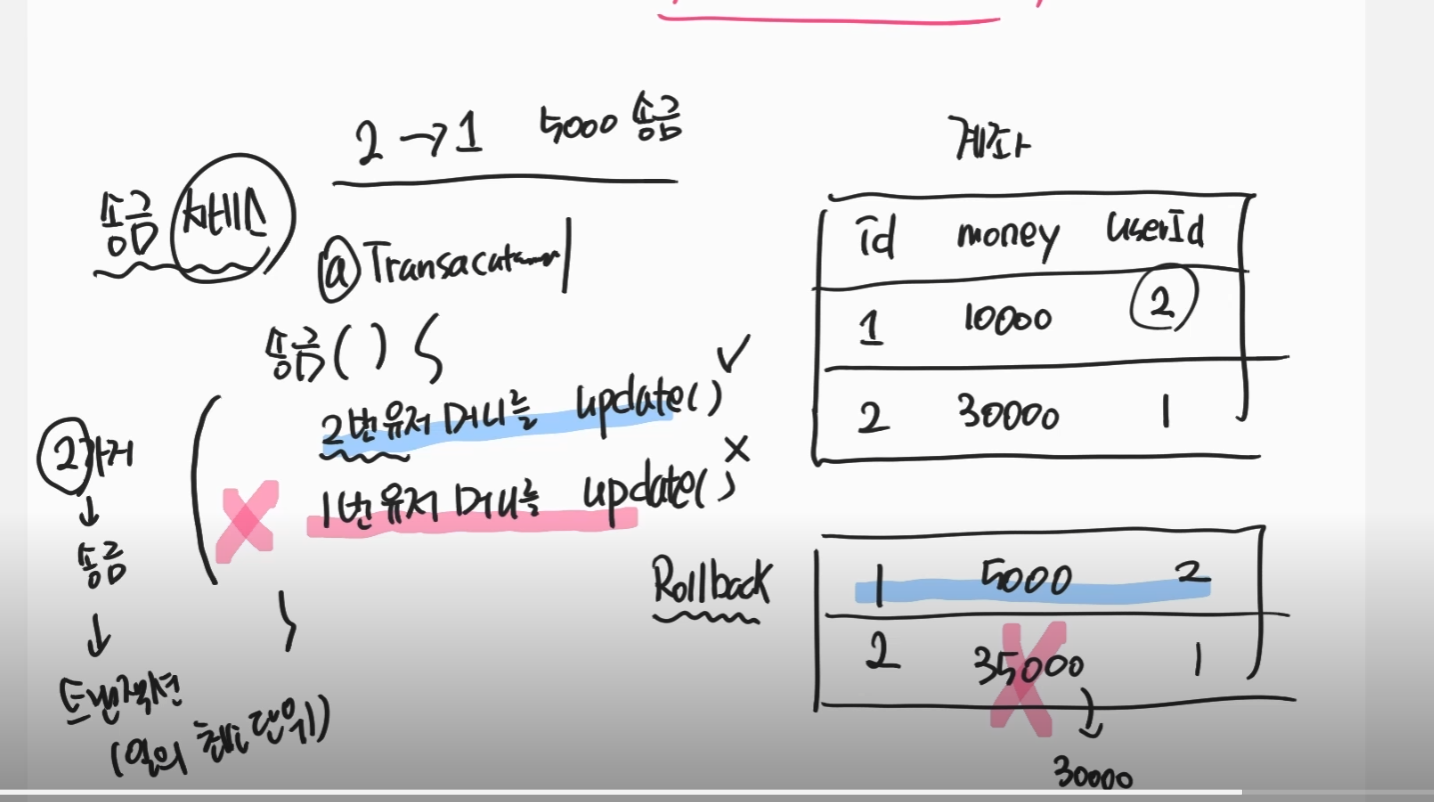 2 → 1 5000 송금
송금 서비스
@Transacat
송금 ( ) {
2번유저 머니를 update( ) ✓
1번유저 머니를 update( ) X
}
2가지
↓
송금
↓
트랜잭션
(일의 최소 단위)
계좌
id money userId
1 10000 2
2 30000 1
Rollback
1 5000 2
2 35000 1
30000